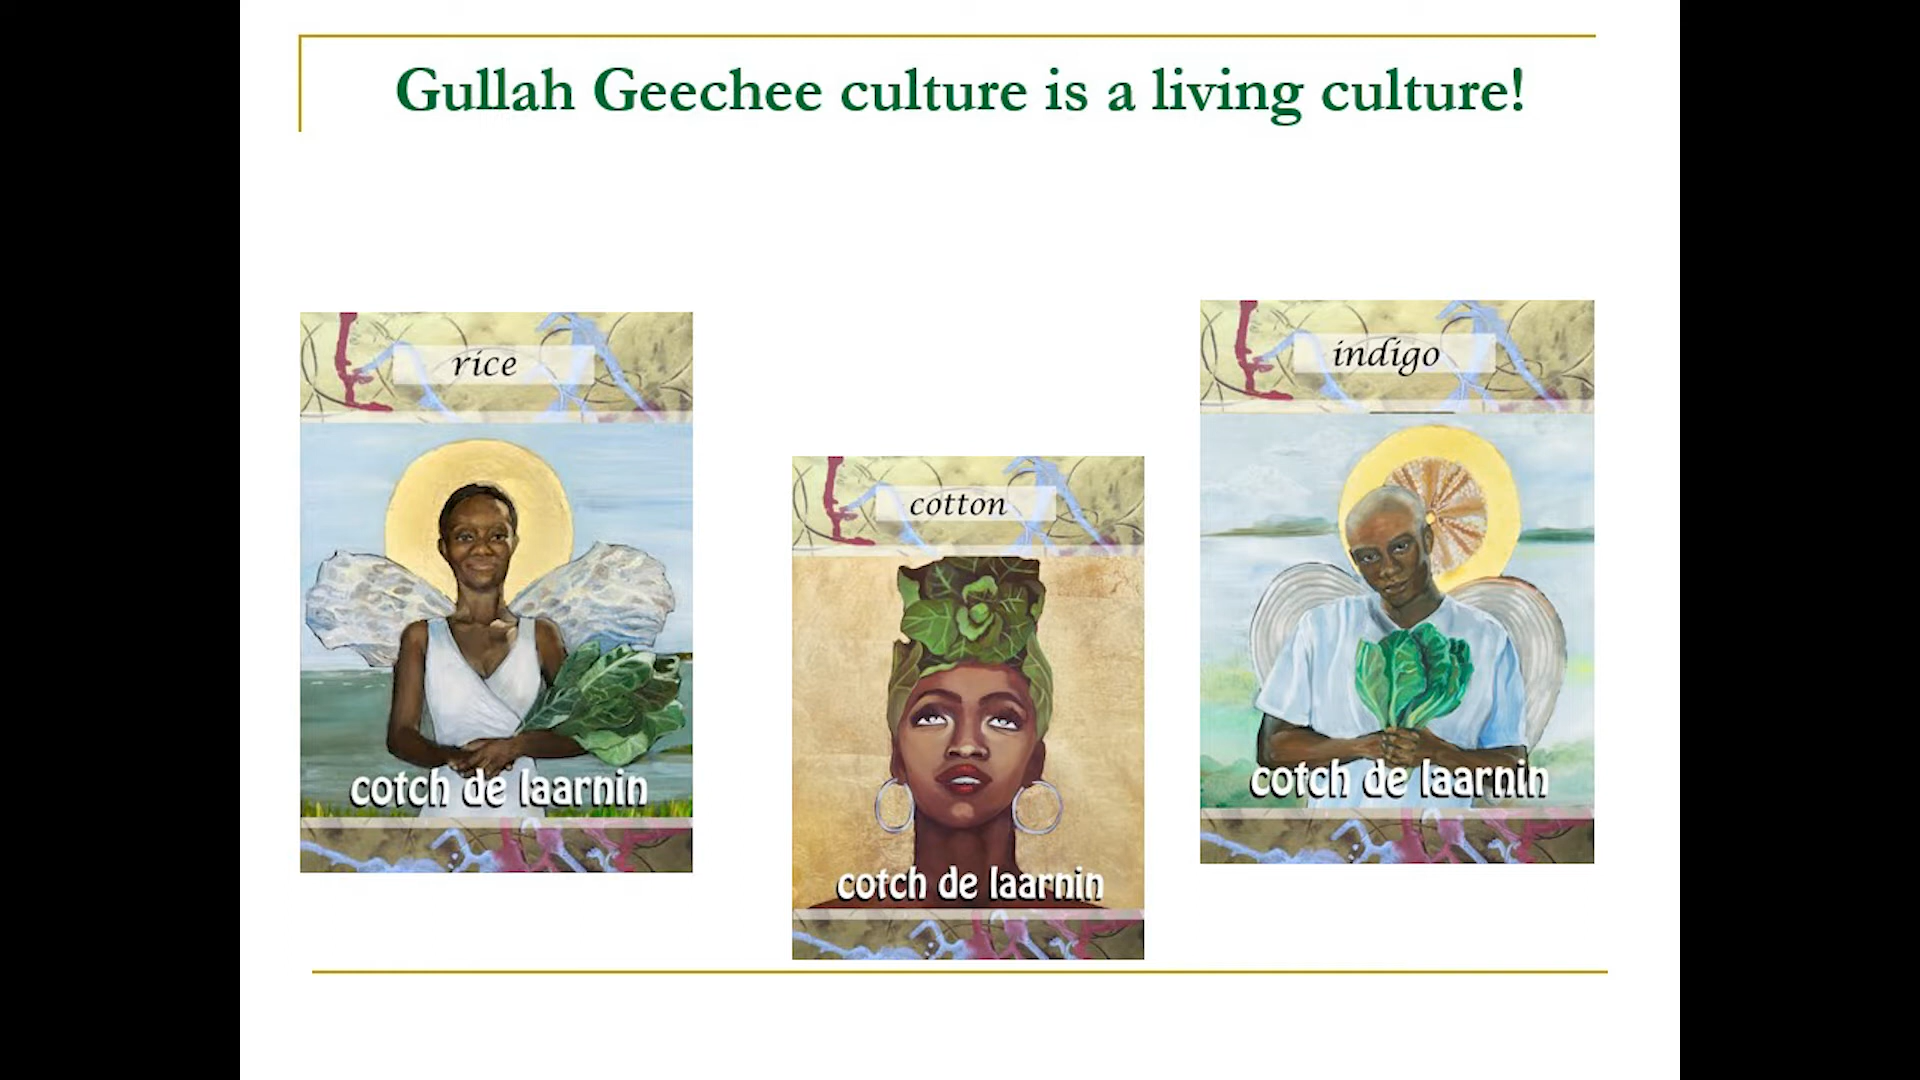 Gullah Geechee culture is a living culture!
rice
cotch de laarnin
cotton
cotch de laarnin
indigo
cotch de laarnin